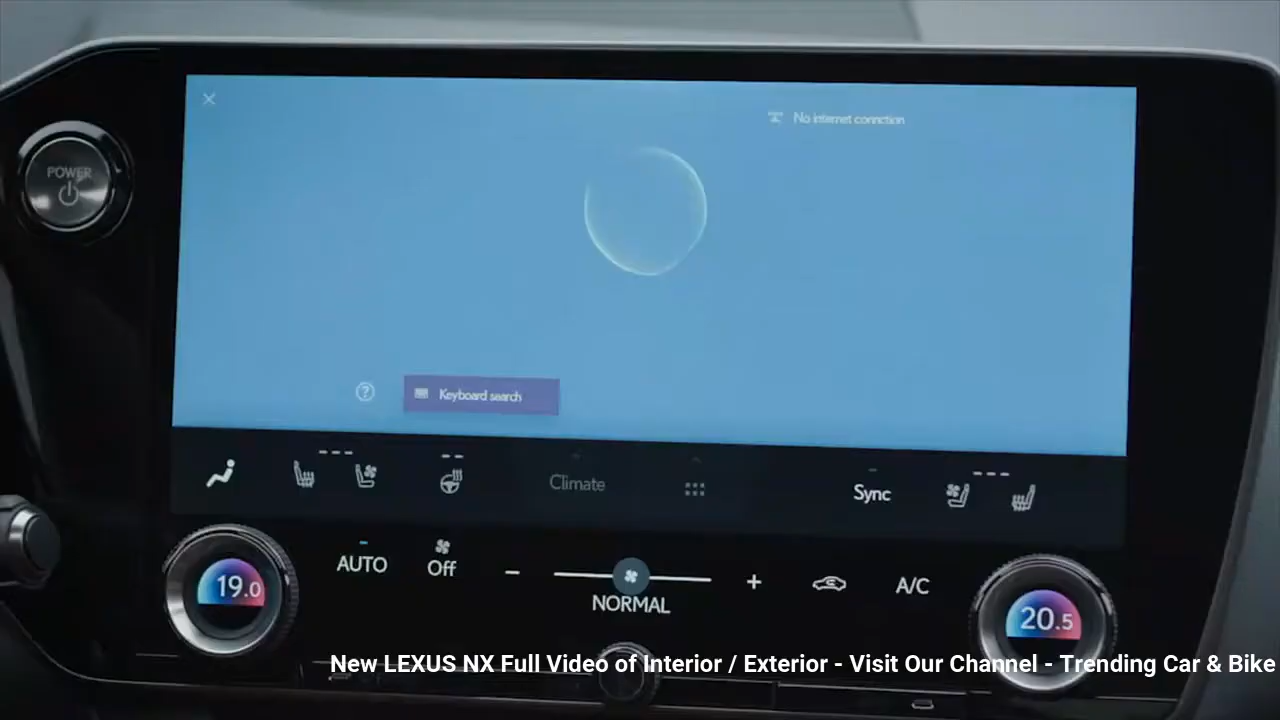 No internet connction
POWER
Keyboard search
Climate
Sync
AUTO
Off
NORMAL
A/C
19.0
20.5
New LEXUS NX Full Video of Interior / Exterior - Visit Our Channel - Trending Car & Bike